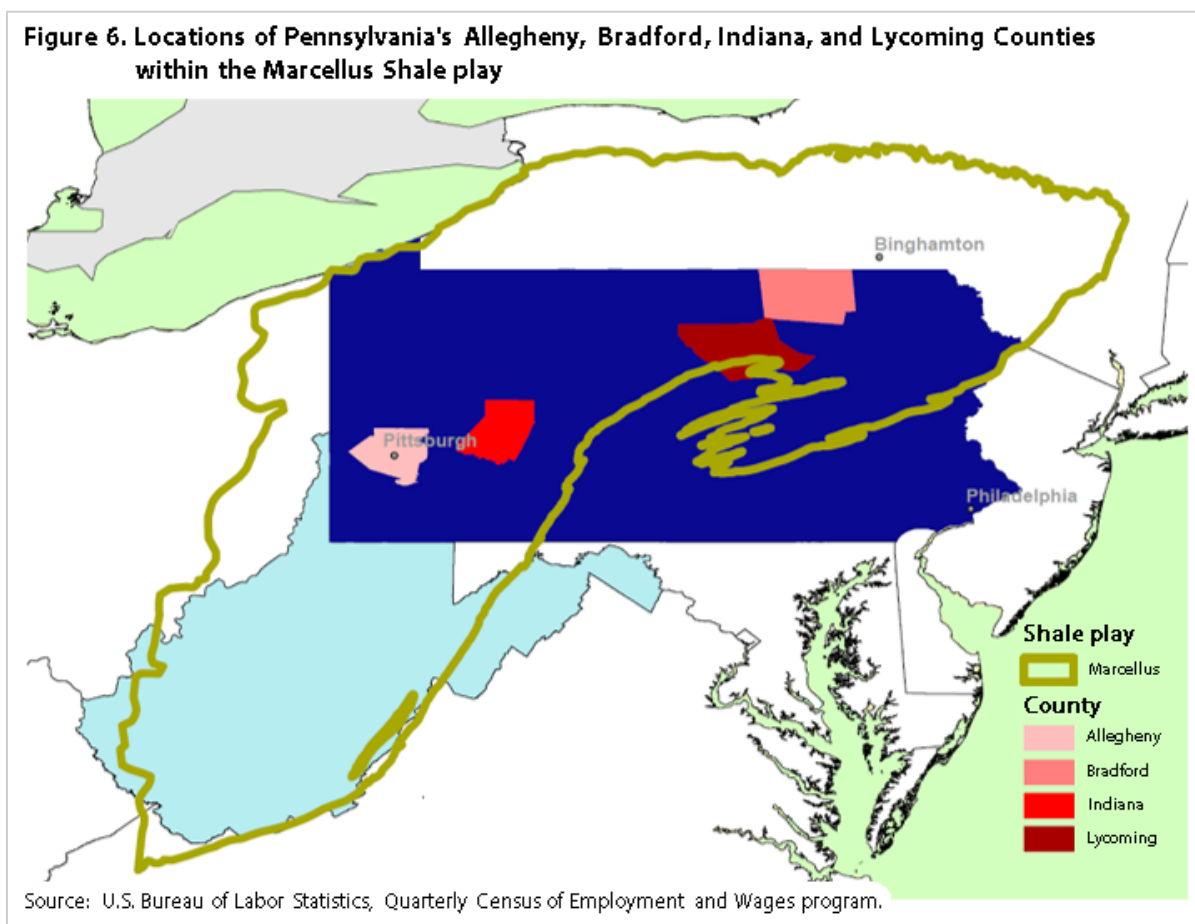 Figure 6. Locations of Pennsylvania's Allegheny, Bradford, Indiana, and Lycoming Counties
within the Marcellus Shale play
Binghamton
Pittsburgh
Philadelphia
Shale play
Marcellus
County
Allegheny
Bradford
Indiana
Lycoming
Source: U.S. Bureau of Labor Statistics, Quarterly Census of Employment and Wages program.